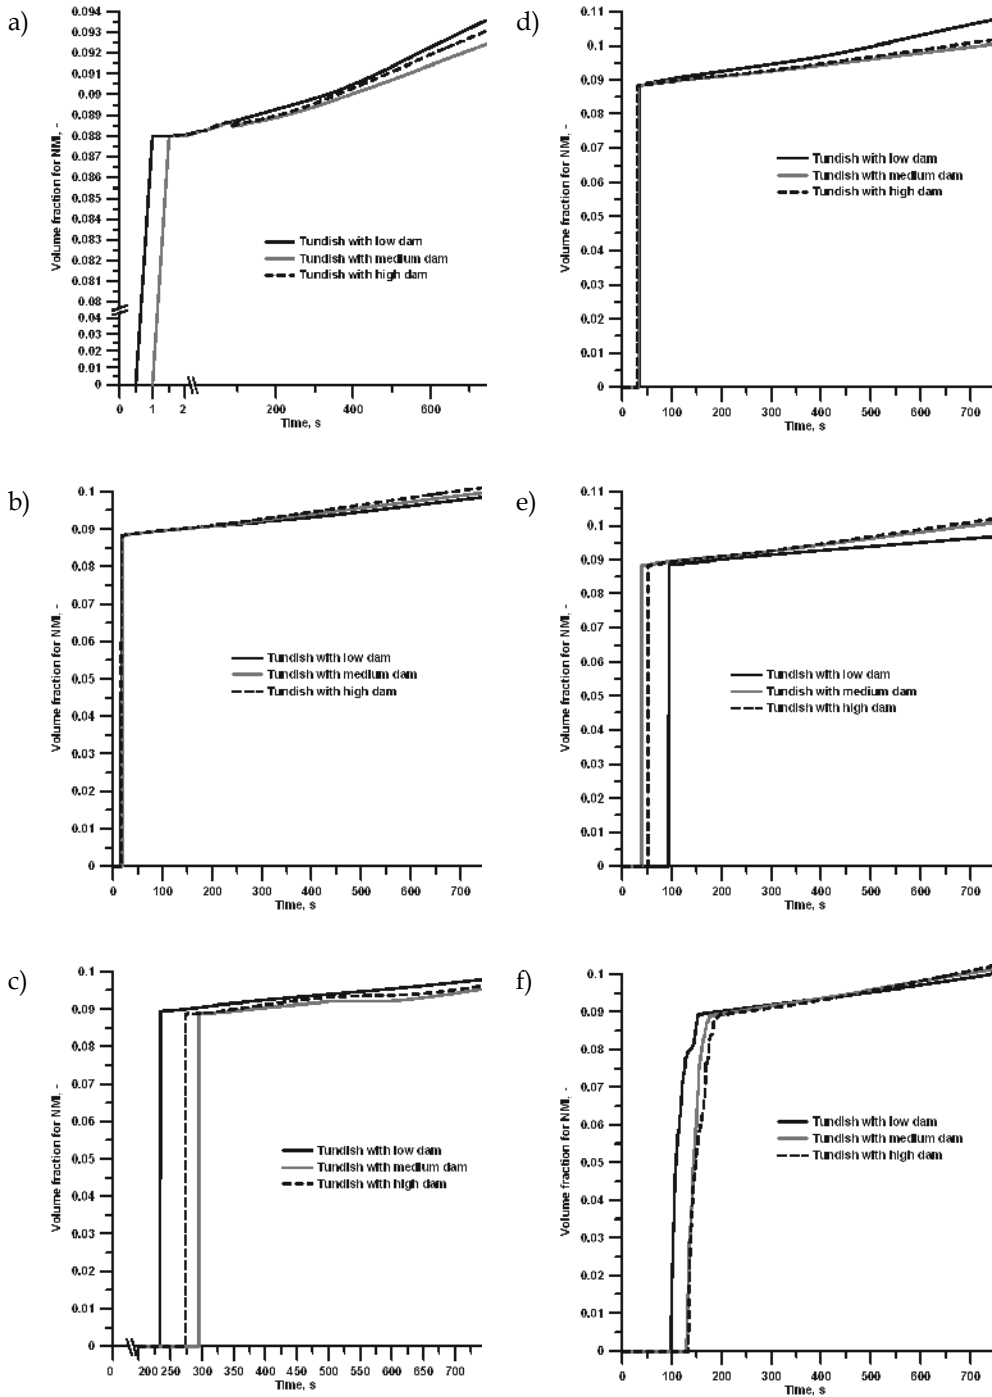 a)
0.094
0.093
0.092
0.091
0.09
0.089
0.088
0.087
0.086
0.085
0.084
0.083
0.082
0.081
0.08
0.04
0.03
0.02
0.01
0
Volume fraction for NMI, -
Tundish with low dam
Tundish with medium dam
Tundish with high dam
0 1 2 200 400 600
Time, s
d)
0.11
0.1
0.09
0.08
0.07
0.06
0.05
0.04
0.03
0.02
0.01
0
Volume fraction for NMI, -
Tundish with low dam
Tundish with medium dam
Tundish with high dam
0 100 200 300 400 500 600 700
Time, s
b)
0.1
0.09
0.08
0.07
0.06
0.05
0.04
0.03
0.02
0.01
0
Volume fraction for NMI, -
Tundish with low dam
Tundish with medium dam
Tundish with high dam
0 100 200 300 400 500 600 700
Time, s
e)
0.11
0.1
0.09
0.08
0.07
0.06
0.05
0.04
0.03
0.02
0.01
0
Volume fraction for NMI, -
Tundish with low dam
Tundish with medium dam
Tundish with high dam
0 100 200 300 400 500 600 700
Time, s
c)
0.1
0.09
0.08
0.07
0.06
0.05
0.04
0.03
0.02
0.01
0
Volume fraction for NMI, -
Tundish with low dam
Tundish with medium dam
Tundish with high dam
0 200 250 300 350 400 450 500 550 600 650 700
Time, s
f)
0.1
0.09
0.08
0.07
0.06
0.05
0.04
0.03
0.02
0.01
0
Volume fraction for NMI, -
Tundish with low dam
Tundish with medium dam
Tundish with high dam
0 100 200 300 400 500 600 700
Time, s